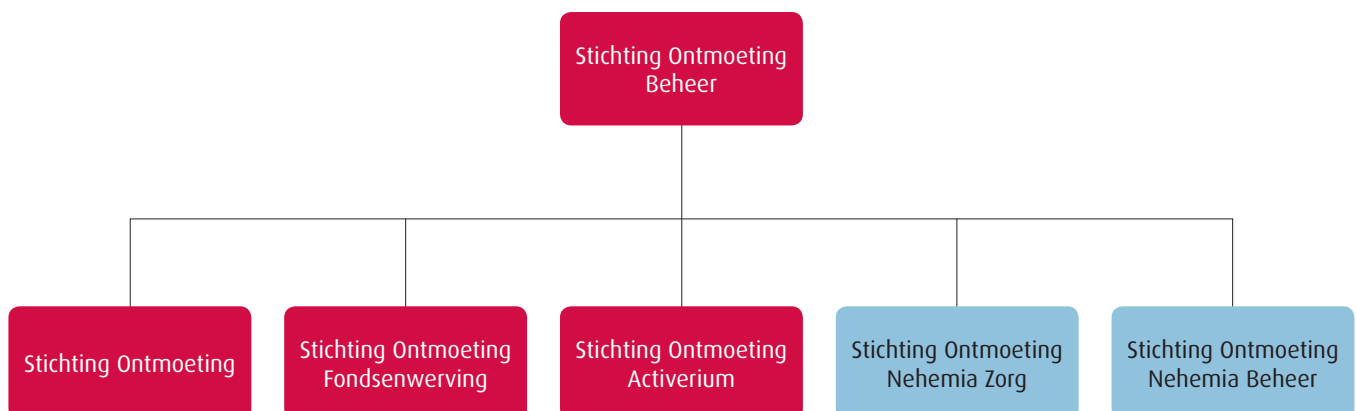 Stichting Ontmoeting
Beheer
Stichting Ontmoeting
Stichting Ontmoeting
Fondsenwerving
Stichting Ontmoeting
Activerium
Stichting Ontmoeting
Nehemia Zorg
Stichting Ontmoeting
Nehemia Beheer